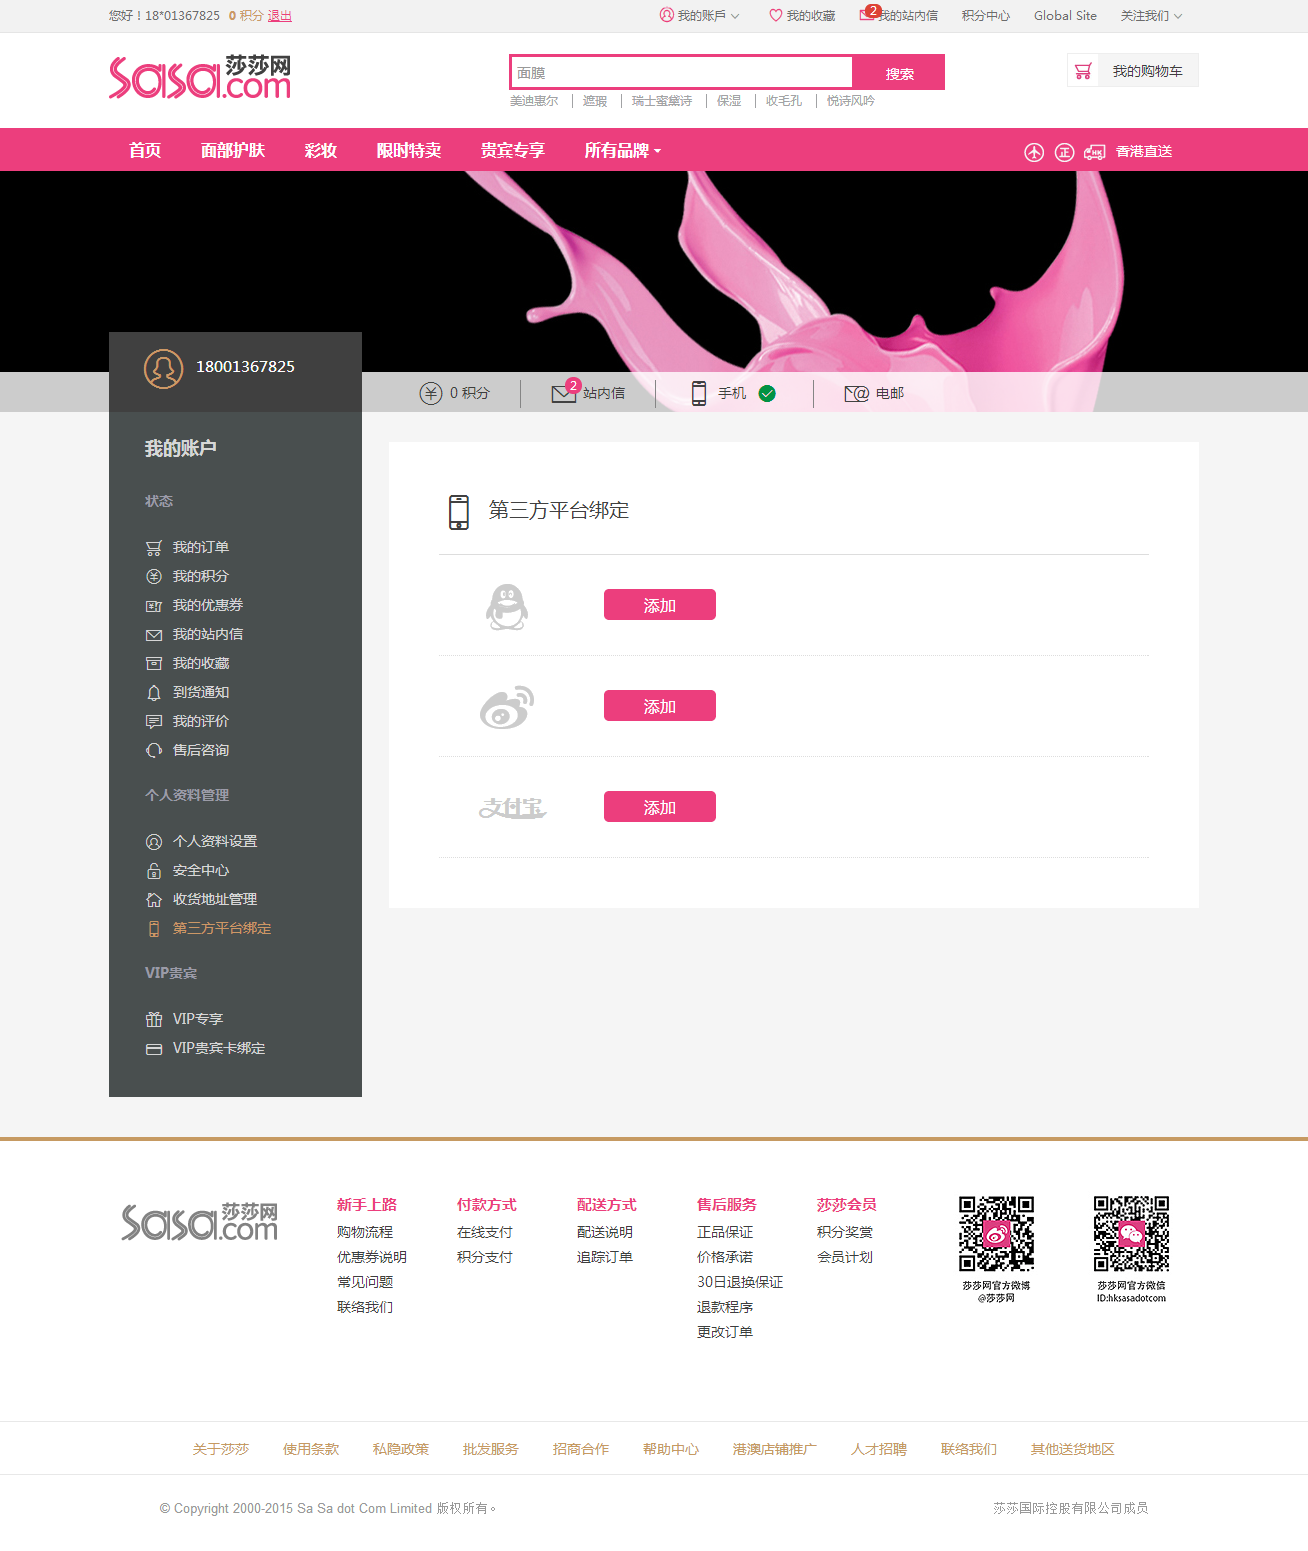 您好！18*01367825 0 积分 退出 我的账戶 我的收藏 2 我的站内信 积分中心 Global Site 关注我们
sasa.com 莎莎网
面膜 搜索
我的购物车
美迪惠尔 遮瑕 瑞士蜜黛诗 保湿 收毛孔 悦诗风吟
首页 面部护肤 彩妆 限时特卖 贵宾专享 所有品牌 正 HK 香港直送
18001367825
0 积分 2 站内信 手机 电邮
我的账户
状态
我的订单
我的积分
我的优惠券
我的站内信
我的收藏
到货通知
我的评价
售后咨询
个人资料管理
个人资料设置
安全中心
收货地址管理
第三方平台绑定
VIP贵宾
VIP专享
VIP贵宾卡绑定
第三方平台绑定
添加
添加
支付宝 添加
sasa.com 莎莎网
新手上路
购物流程
优惠券说明
常见问题
联络我们
付款方式
在线支付
积分支付
配送方式
配送说明
追踪订单
售后服务
正品保证
价格承诺
30日退换保证
退款程序
更改订单
莎莎会员
积分奖赏
会员计划
莎莎网官方微博
@莎莎网
莎莎网官方微信
ID:hksasadotcom
关于莎莎 使用条款 私隐政策 批发服务 招商合作 帮助中心 港澳店铺推广 人才招聘 联络我们 其他送货地区
© Copyright 2000-2015 Sa Sa dot Com Limited 版权所有。 莎莎国际控股有限公司成员